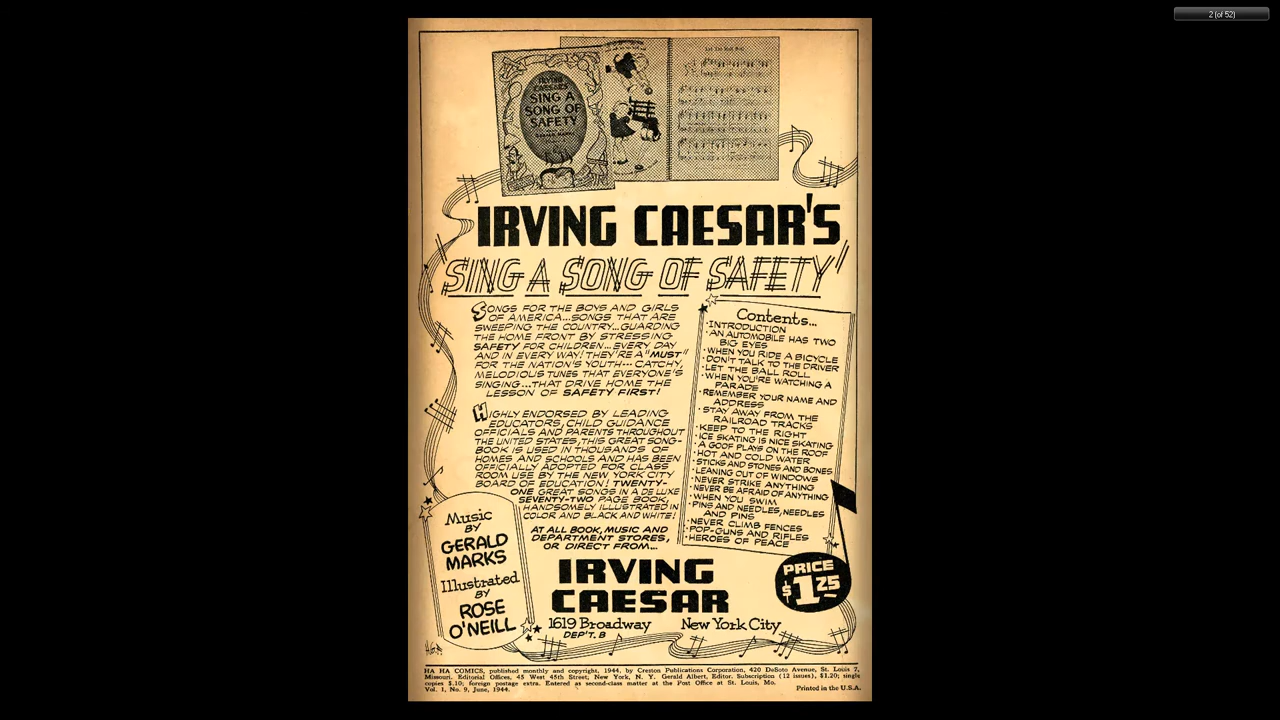 2 (of 52)
IRVING
CAESAR'S
SING A
SONG OF
SAFETY
IRVING CAESAR'S
"SING A SONG OF SAFETY"
SONGS FOR THE BOYS AND GIRLS
OF AMERICA...SONGS THAT ARE
SWEEPING THE COUNTRY...GUARDING
THE HOME FRONT BY STRESSING
SAFETY FOR CHILDREN...EVERY DAY
AND IN EVERY WAY! THEY'RE A "MUST"
FOR THE NATION'S YOUTH... CATCHY,
MELODIOUS TUNES THAT EVERYONE'S
SINGING...THAT DRIVE HOME THE
LESSON OF SAFETY FIRST!
HIGHLY ENDORSED BY LEADING
EDUCATORS, CHILD GUIDANCE
OFFICIALS AND PARENTS THROUGHOUT
THE UNITED STATES, THIS GREAT SONG-
BOOK IS USED IN THOUSANDS OF
HOMES AND SCHOOLS AND HAS BEEN
OFFICIALLY ADOPTED FOR CLASS
ROOM USE BY THE NEW YORK CITY
BOARD OF EDUCATION! TWENTY-
ONE GREAT SONGS IN A DE LUXE
SEVENTY-TWO PAGE BOOK,
HANDSOMELY ILLUSTRATED IN
COLOR AND BLACK AND WHITE!
AT ALL BOOK, MUSIC AND
DEPARTMENT STORES,
OR DIRECT FROM...
Contents...
·INTRODUCTION
·AN AUTOMOBILE HAS TWO
BIG EYES
·WHEN YOU RIDE A BICYCLE
·DON'T TALK TO THE DRIVER
·LET THE BALL ROLL
·WHEN YOU'RE WATCHING A
PARADE
·REMEMBER YOUR NAME AND
ADDRESS
·STAY AWAY FROM THE
RAILROAD TRACKS
·KEEP TO THE RIGHT
·ICE SKATING IS NICE SKATING
·A GOOF PLAYS ON THE ROOF
·HOT AND COLD WATER
·STICKS AND STONES AND BONES
·LEANING OUT OF WINDOWS
·NEVER STRIKE ANYTHING
·NEVER BE AFRAID OF ANYTHING
·WHEN YOU SWIM
·PINS AND NEEDLES, NEEDLES
AND PINS
·NEVER CLIMB FENCES
·POP-GUNS AND RIFLES
·HEROES OF PEACE
Music
BY
GERALD
MARKS
Illustrated
BY
ROSE
O'NEILL
IRVING
CAESAR
1619 Broadway New York City
DEP'T. B
PRICE
$1.25
HA HA COMICS, published monthly and copyright, 1944, by Creston Publications Corporation, 420 DeSoto Avenue, St. Louis 7,
Missouri. Editorial Offices, 45 West 45th Street, New York, N. Y. Gerald Albert, Editor. Subscription (12 issues), $1.20; single
copies $.10; foreign postage extra. Entered as second-class matter at the Post Office at St. Louis, Mo.
Vol. 1, No. 9, June, 1944. Printed in the U.S.A.